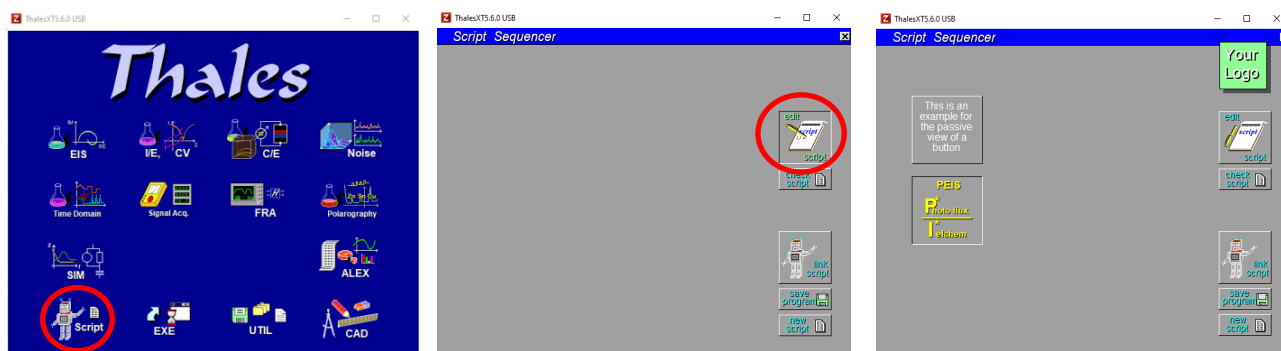 ThalesXT5.6.0 USB
Thales
EIS
I/E, CV
C/E
Noise
Time Domain
Signal Acq.
FRA
Polarography
SIM
ALEX
Script
EXE
UTIL
CAD
ThalesXT5.6.0 USB
Script Sequencer
edit
script
script
check
script
link
script
save
program
new
script
ThalesXT5.6.0 USB
Script Sequencer
Your
Logo
This is an
example for
the passive
view of a
button
edit
script
script
check
script
PEIS
Photo flux
I elchem
link
script
save
program
new
script